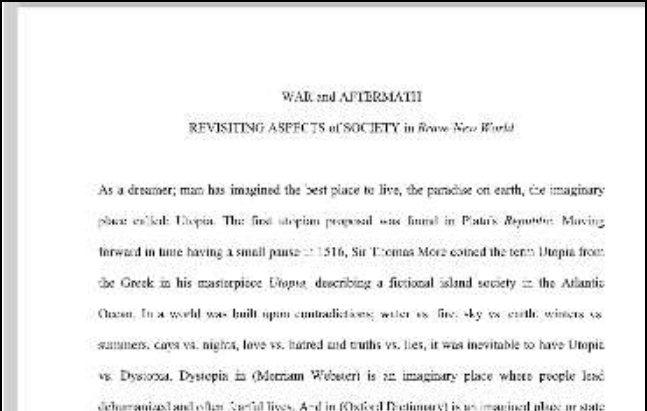 WAR and AFTERMATH
REVISITING ASPECTS of SOCIETY in Brave New World
As a dreamer; man has imagined the best place to live, the paradise on earth, the imaginary
place called: Utopia. The first utopian proposal was found in Plato's Republic. Moving
forward in time having a small pause in 1516, Sir Thomas More coined the term Utopia from
the Greek in his masterpiece Utopia, describing a fictional island society in the Atlantic
Ocean. In a world was built upon contradictions; water vs. fire, sky vs. earth, winters vs.
summers, days vs. nights, love vs. hatred and truths vs. lies, it was inevitable to have Utopia
vs. Dystopia. Dystopia in (Merriam Webster) is an imaginary place where people lead
dehumanized and often fearful lives. And in (Oxford Dictionary) is an imagined place or state